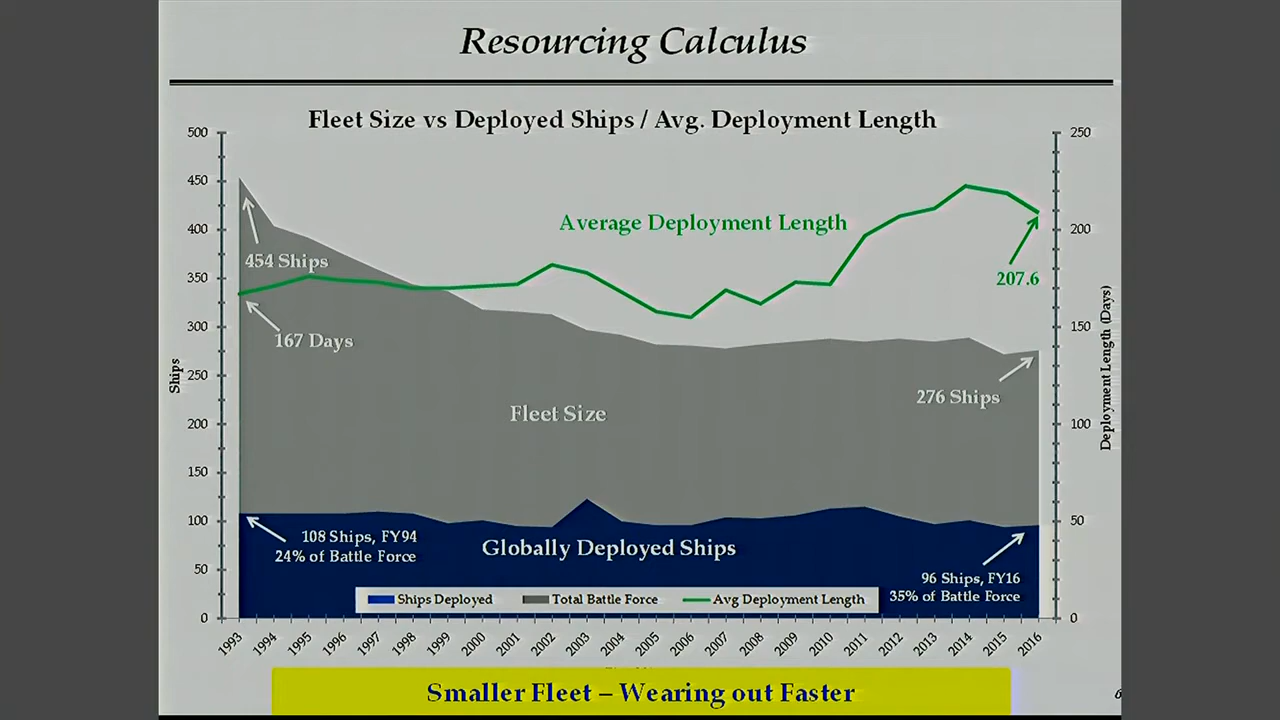 Resourcing Calculus
Fleet Size vs Deployed Ships / Avg. Deployment Length
500
450
400
350
300
250
200
150
100
50
0
Ships
250
200
150
100
50
0
Deployment Length (Days)
Average Deployment Length
454 Ships
167 Days
207.6
276 Ships
Fleet Size
108 Ships, FY94
24% of Battle Force
Globally Deployed Ships
96 Ships, FY16
35% of Battle Force
Ships Deployed
Total Battle Force
Avg Deployment Length
1993
1994
1995
1996
1997
1998
1999
2000
2001
2002
2003
2004
2005
2006
2007
2008
2009
2010
2011
2012
2013
2014
2015
2016
Smaller Fleet – Wearing out Faster